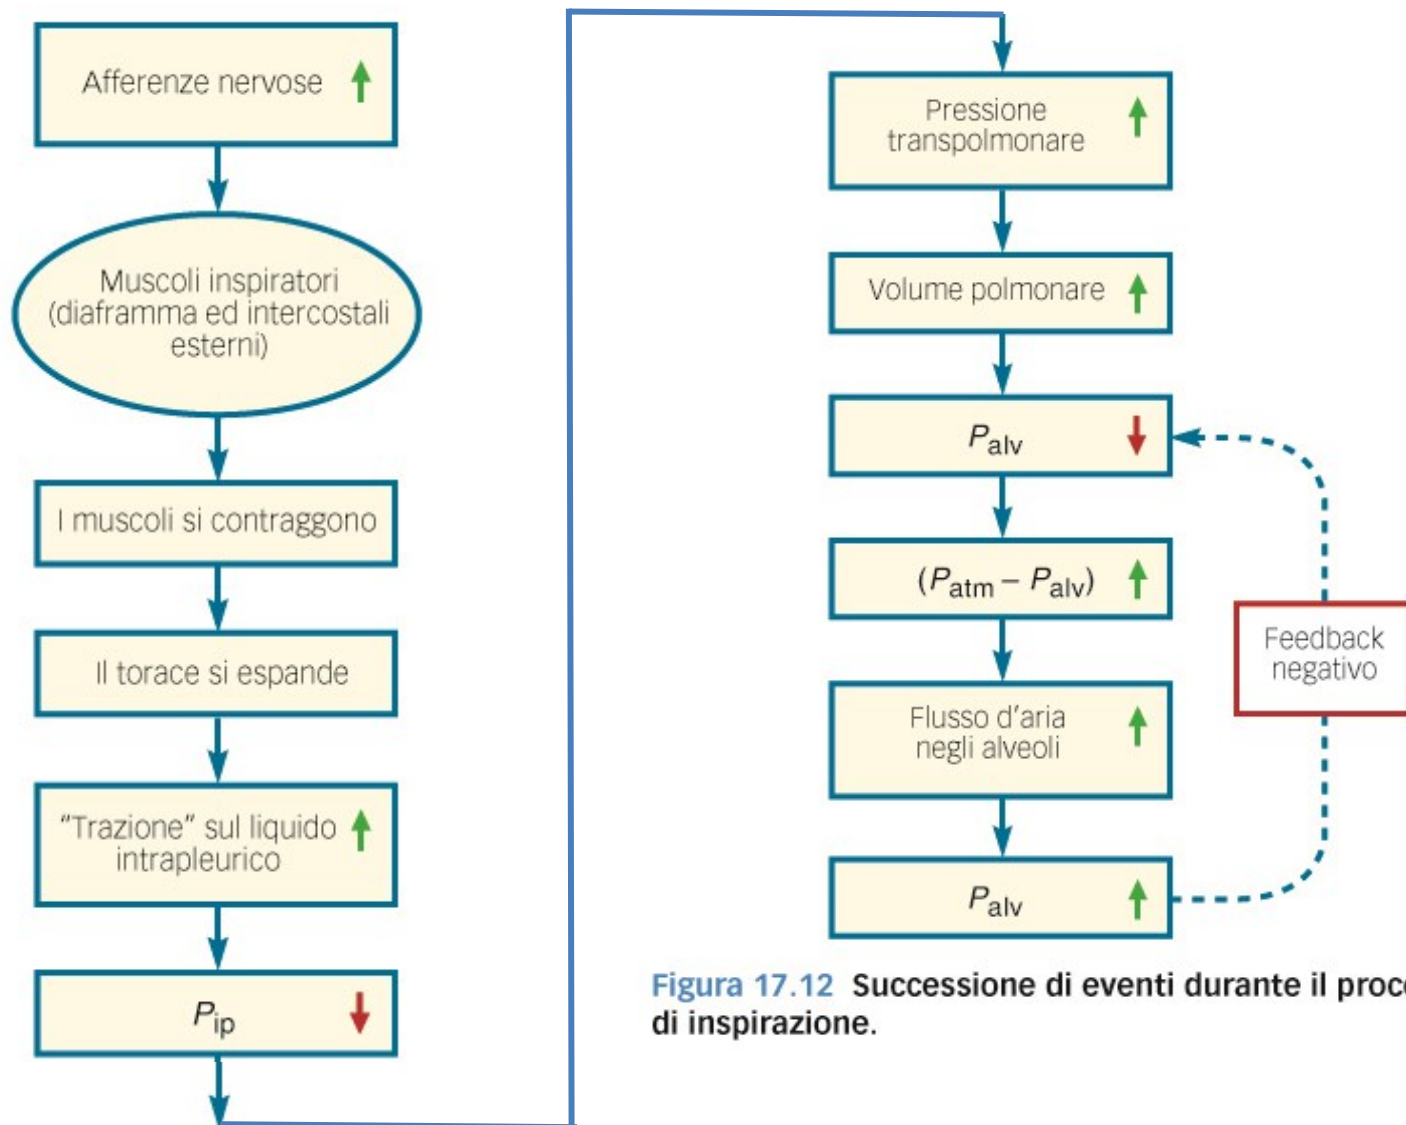 Afferenze nervose
Muscoli inspiratori
(diaframma ed intercostali
esterni)
I muscoli si contraggono
Il torace si espande
"Trazione" sul liquido
intrapleurico
Pip
Pressione
transpolmonare
Volume polmonare
Palv
(Patm – Palv)
Flusso d'aria
negli alveoli
Palv
Feedback
negativo
Figura 17.12 Successione di eventi durante il proc
di inspirazione.